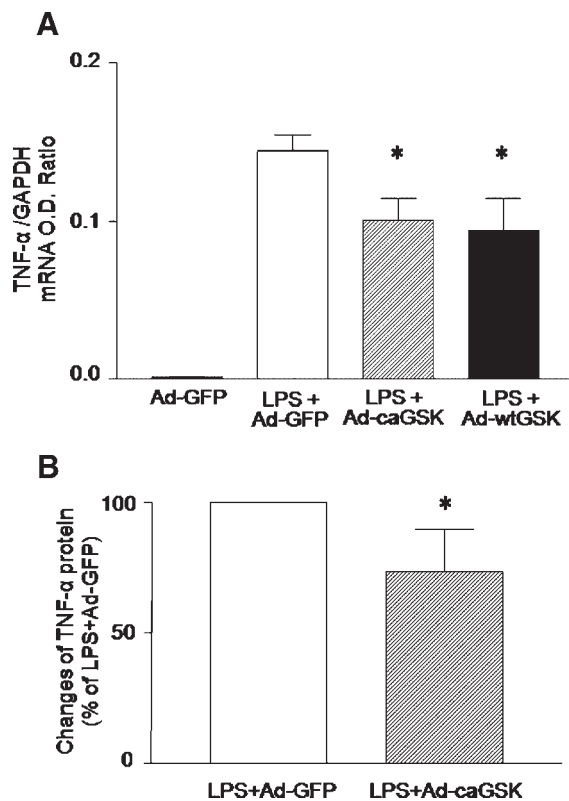 A
TNF-α /GAPDH
mRNA O.D. Ratio
0.2
0.1
0.0
*
*
Ad-GFP
LPS +
Ad-GFP
LPS +
Ad-caGSK
LPS +
Ad-wtGSK
B
Changes of TNF-α protein
(% of LPS+Ad-GFP)
100
50
0
*
LPS+Ad-GFP
LPS+Ad-caGSK